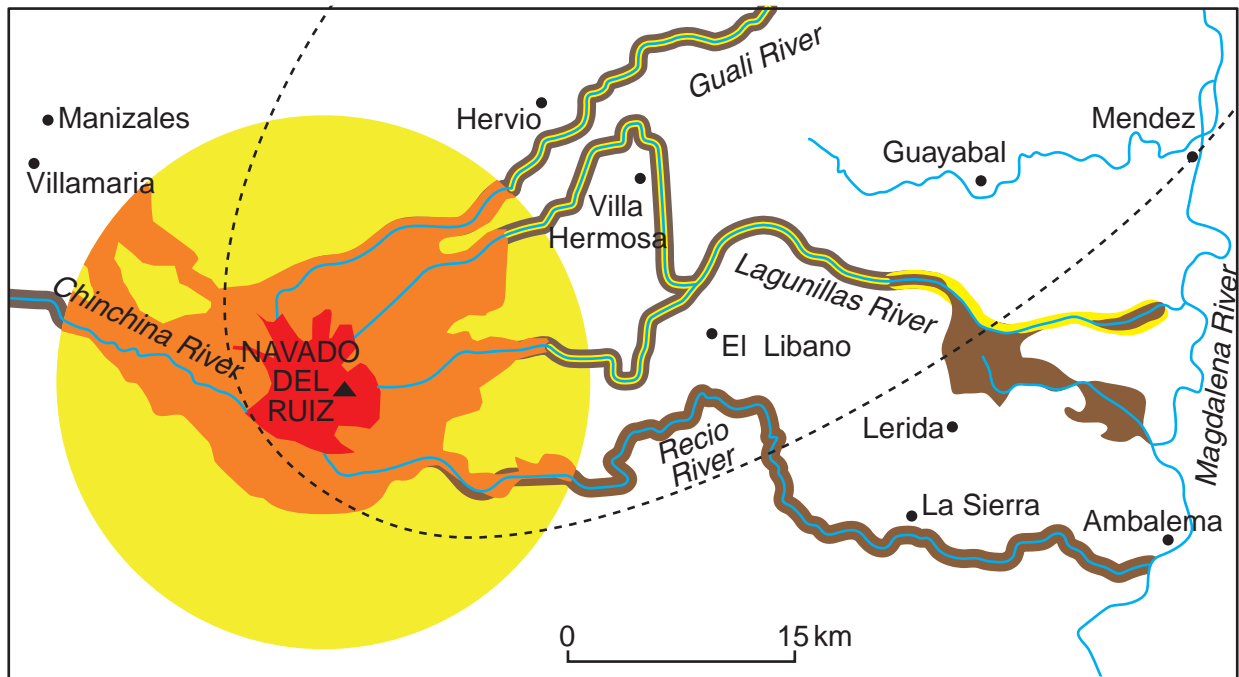 Guali River
Manizales
Hervio
Mendez
Guayabal
Villamaria
Villa
Hermosa
Chinchina River
Lagunillas River
Magdalena River
NAVADO
DEL
RUIZ
El Libano
Lerida
Recio
River
La Sierra
Ambalema
0 15 km